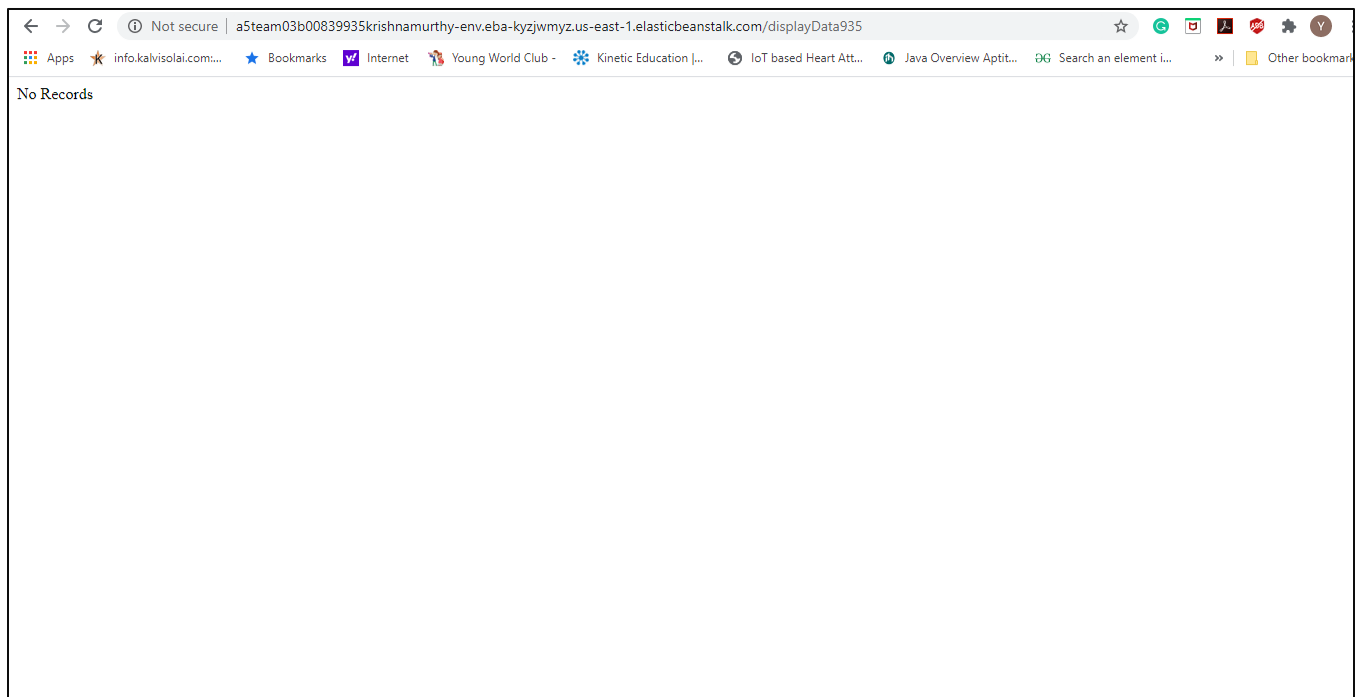 Not secure a5team03b00839935krishnamurthy-env.eba-kyzjwmyz.us-east-1.elasticbeanstalk.com/displayData935 ABP Y
Apps K info.kalvisolai.com:... Bookmarks y! Internet Young World Club - Kinetic Education |... IoT based Heart Att... Java Overview Aptit... Search an element i... » Other bookmark
No Records